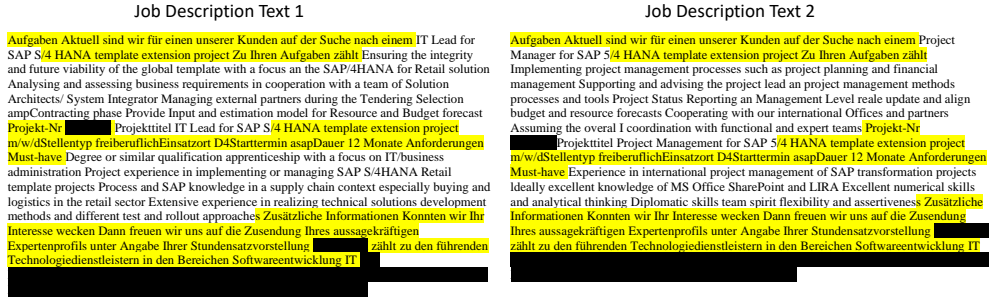 Job Description Text 1
Aufgaben Aktuell sind wir für einen unserer Kunden auf der Suche nach einem IT Lead for
SAP S/4 HANA template extension project Zu Ihren Aufgaben zählt Ensuring the integrity
and future viability of the global template with a focus an the SAP/4HANA for Retail solution
Analysing and assessing business requirements in cooperation with a team of Solution
Architects/ System Integrator Managing external partners during the Tendering Selection
ampContracting phase Provide Input and estimation model for Resource and Budget forecast
Projekt-Nr Projekttitel IT Lead for SAP S/4 HANA template extension project
m/w/dStellentyp freiberuflichEinsatzort D4Starttermin asapDauer 12 Monate Anforderungen
Must-have Degree or similar qualification apprenticeship with a focus on IT/business
administration Project experience in implementing or managing SAP S/4HANA Retail
template projects Process and SAP knowledge in a supply chain context especially buying and
logistics in the retail sector Extensive experience in realizing technical solutions development
methods and different test and rollout approaches Zusätzliche Informationen Konnten wir Ihr
Interesse wecken Dann freuen wir uns auf die Zusendung Ihres aussagekräftigen
Expertenprofils unter Angabe Ihrer Stundensatzvorstellung zählt zu den führenden
Technologiedienstleistern in den Bereichen Softwareentwicklung IT
Job Description Text 2
Aufgaben Aktuell sind wir für einen unserer Kunden auf der Suche nach einem Project
Manager for SAP 5/4 HANA template extension project Zu Ihren Aufgaben zählt
Implementing project management processes such as project planning and financial
management Supporting and advising the project lead an project management methods
processes and tools Project Status Reporting an Management Level reale update and align
budget and resource forecasts Cooperating with our international Offices and partners
Assuming the overal I coordination with functional and expert teams Projekt-Nr
Projekttitel Project Management for SAP 5/4 HANA template extension project
m/w/dStellentyp freiberuflichEinsatzort D4Starttermin asapDauer 12 Monate Anforderungen
Must-have Experience in international project management of SAP transformation projects
ldeally excellent knowledge of MS Office SharePoint and LIRA Excellent numerical skills
and analytical thinking Diplomatic skills team spirit flexibility and assertiveness Zusätzliche
Informationen Konnten wir Ihr Interesse wecken Dann freuen wir uns auf die Zusendung
Ihres aussagekräftigen Expertenprofils unter Angabe Ihrer Stundensatzvorstellung
zählt zu den führenden Technologiedienstleistern in den Bereichen Softwareentwicklung IT